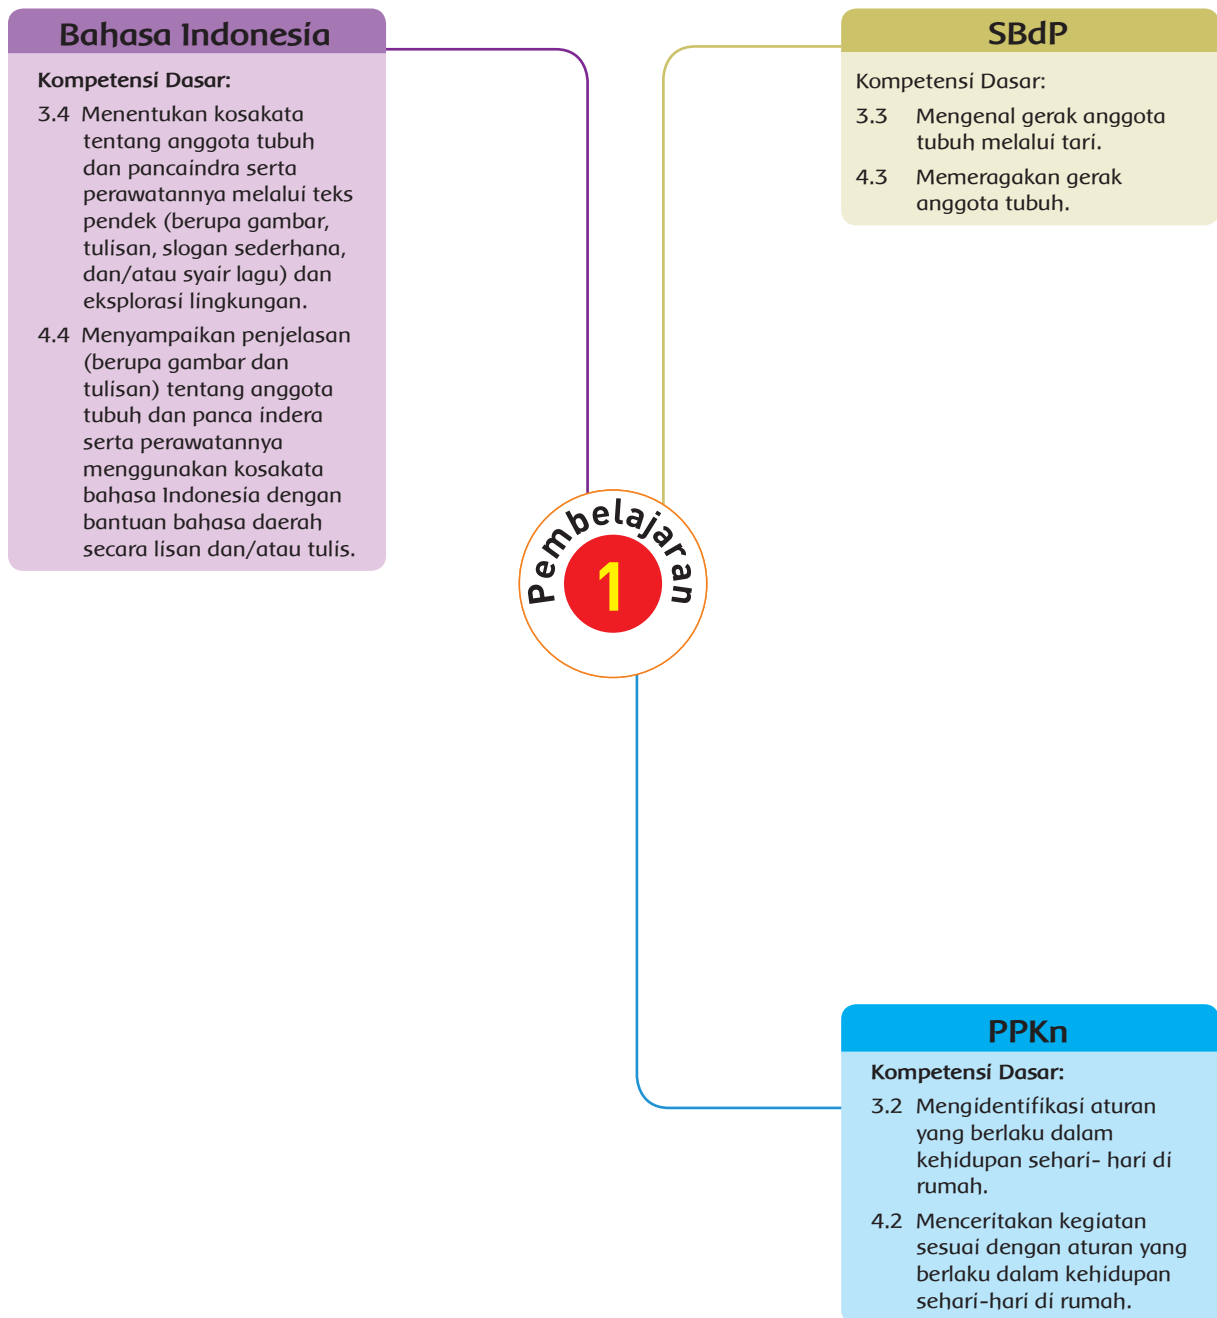 Bahasa Indonesia
Kompetensi Dasar:
3.4 Menentukan kosakata
tentang anggota tubuh
dan pancaindra serta
perawatannya melalui teks
pendek (berupa gambar,
tulisan, slogan sederhana,
dan/atau syair lagu) dan
eksplorasi lingkungan.
4.4 Menyampaikan penjelasan
(berupa gambar dan
tulisan) tentang anggota
tubuh dan panca indera
serta perawatannya
menggunakan kosakata
bahasa Indonesia dengan
bantuan bahasa daerah
secara lisan dan/atau tulis.
SBdP
Kompetensi Dasar:
3.3 Mengenal gerak anggota
tubuh melalui tari.
4.3 Memeragakan gerak
anggota tubuh.
Pembelajaran
1
PPKn
Kompetensi Dasar:
3.2 Mengidentifikasi aturan
yang berlaku dalam
kehidupan sehari- hari di
rumah.
4.2 Menceritakan kegiatan
sesuai dengan aturan yang
berlaku dalam kehidupan
sehari-hari di rumah.